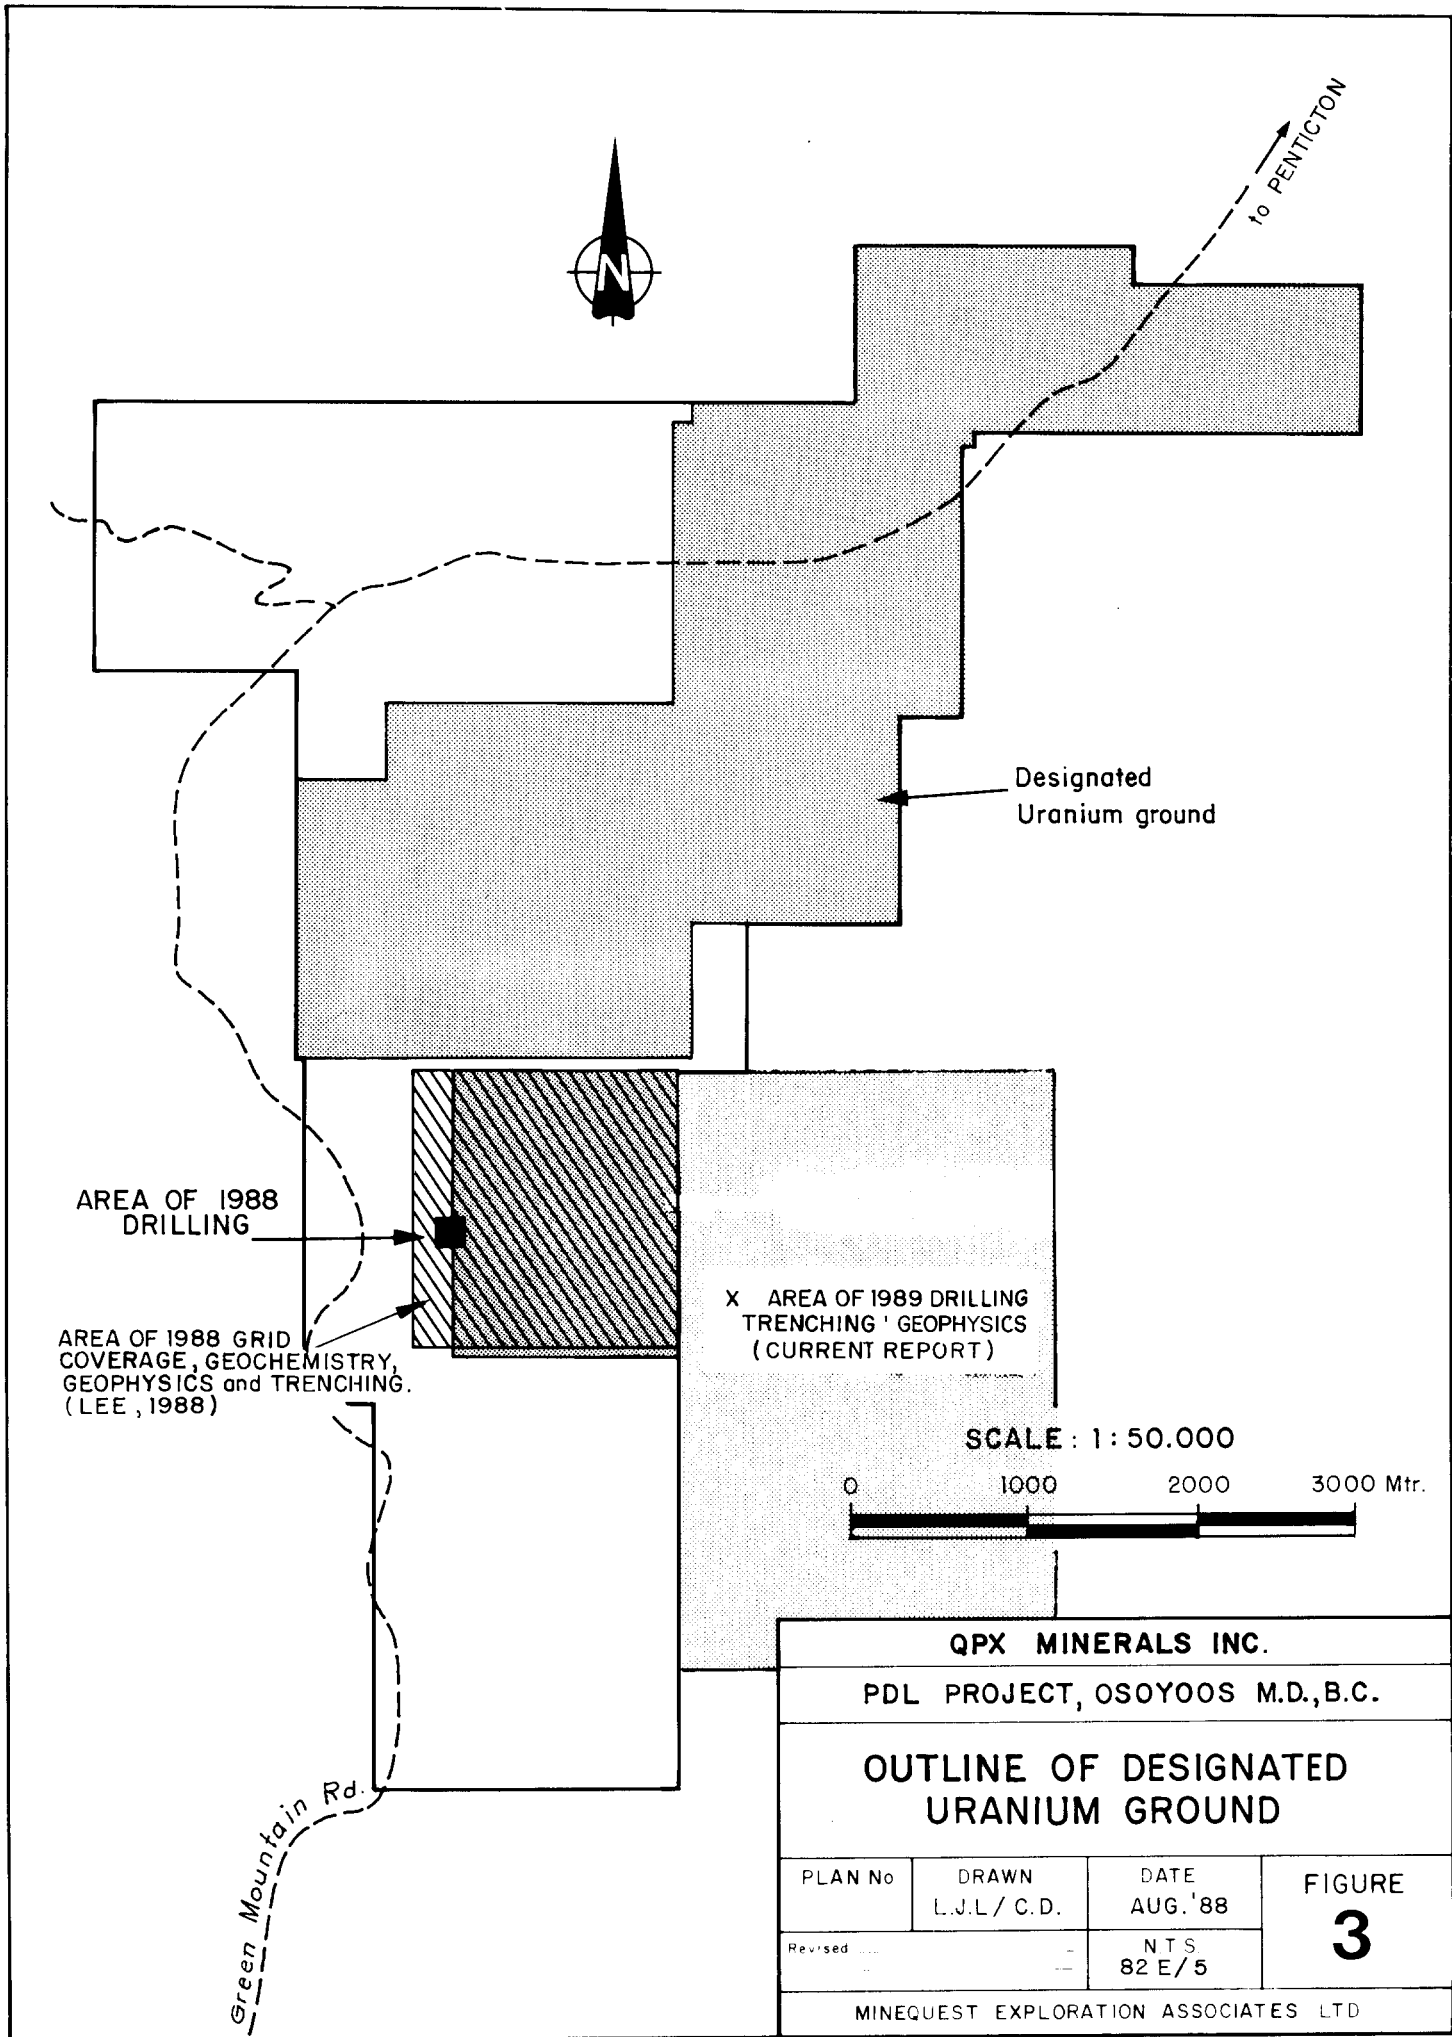 to PENTICTON
N
Designated
Uranium ground
AREA OF 1988
DRILLING
AREA OF 1988 GRID
COVERAGE, GEOCHEMISTRY,
GEOPHYSICS and TRENCHING.
(LEE, 1988)
X AREA OF 1989 DRILLING
TRENCHING ' GEOPHYSICS
(CURRENT REPORT)
SCALE : 1 : 50.000
0 1000 2000 3000 Mtr.
Green Mountain Rd.
QPX MINERALS INC.
PDL PROJECT, OSOYOOS M.D., B.C.
OUTLINE OF DESIGNATED
URANIUM GROUND
PLAN No
DRAWN
L.J.L / C.D.
DATE
AUG. '88
FIGURE
3
Revised
N.T.S.
82 E/5
MINEQUEST EXPLORATION ASSOCIATES LTD